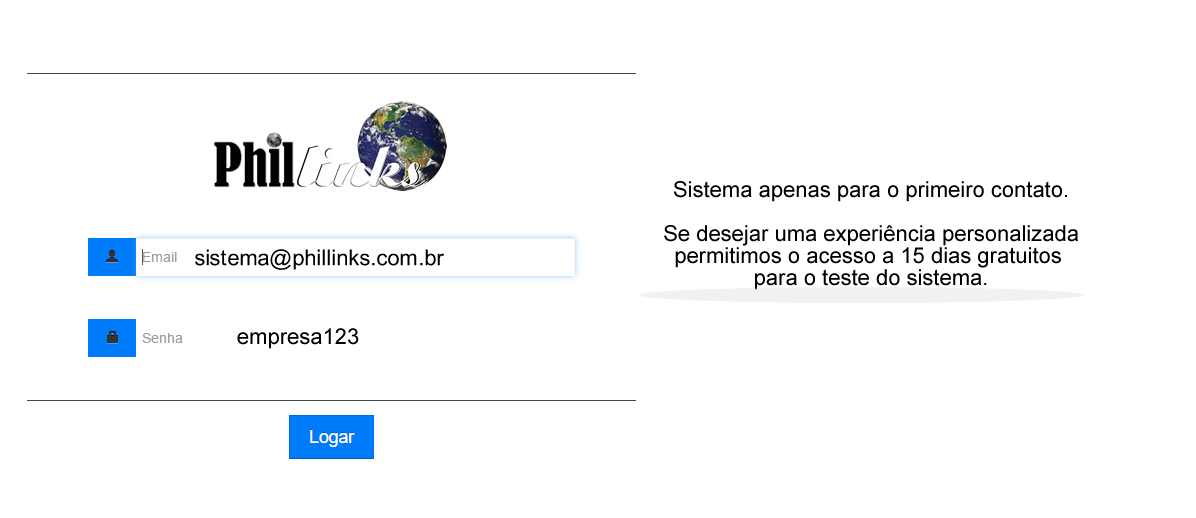 Phillinks
Email sistema@phillinks.com.br
Senha empresa123
Logar
Sistema apenas para o primeiro contato.
Se desejar uma experiência personalizada
permitimos o acesso a 15 dias gratuitos
para o teste do sistema.